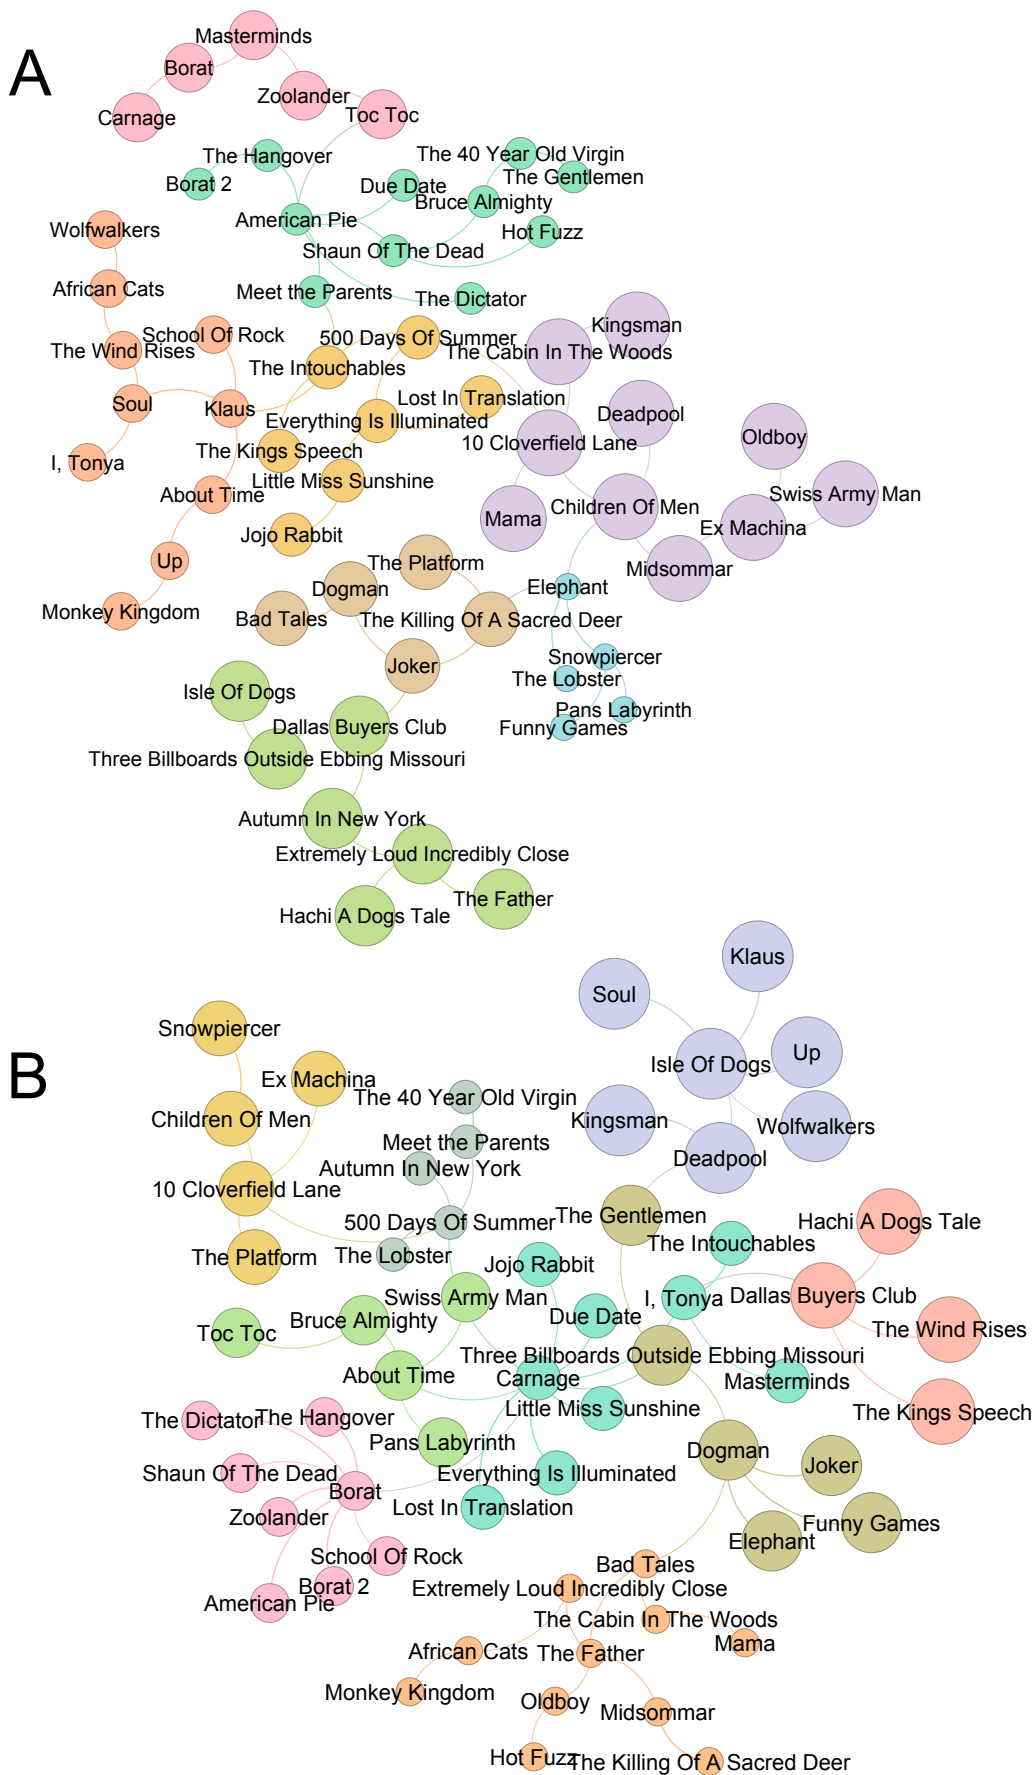 A
Masterminds
Borat
Zoolander
Carnage
Toc Toc
The Hangover
The 40 Year Old Virgin
Borat 2
Due Date
The Gentlemen
Bruce Almighty
American Pie
Wolfwalkers
Hot Fuzz
Shaun Of The Dead
African Cats
Meet the Parents
The Dictator
Kingsman
School Of Rock
500 Days Of Summer
The Wind Rises
The Cabin In The Woods
The Intouchables
Lost In Translation
Soul
Klaus
Deadpool
Everything Is Illuminated
Oldboy
10 Cloverfield Lane
The Kings Speech
I, Tonya
Little Miss Sunshine
About Time
Swiss Army Man
Children Of Men
Mama
Ex Machina
Jojo Rabbit
Up
The Platform
Midsommar
Dogman
Elephant
Monkey Kingdom
Bad Tales
The Killing Of A Sacred Deer
Snowpiercer
Joker
The Lobster
Isle Of Dogs
Pans Labyrinth
Dallas Buyers Club
Funny Games
Three Billboards Outside Ebbing Missouri
Autumn In New York
Extremely Loud Incredibly Close
The Father
Hachi A Dogs Tale
B
Klaus
Soul
Snowpiercer
Up
Isle Of Dogs
Ex Machina
The 40 Year Old Virgin
Children Of Men
Kingsman
Wolfwalkers
Meet the Parents
Deadpool
Autumn In New York
10 Cloverfield Lane
The Gentlemen
500 Days Of Summer
Hachi A Dogs Tale
The Intouchables
The Lobster
The Platform
Jojo Rabbit
Swiss Army Man
I, Tonya
Dallas Buyers Club
Due Date
Bruce Almighty
Toc Toc
The Wind Rises
Three Billboards Outside Ebbing Missouri
About Time
Carnage
Masterminds
Little Miss Sunshine
The Kings Speech
The Dictator
The Hangover
Pans Labyrinth
Dogman
Joker
Shaun Of The Dead
Everything Is Illuminated
Borat
Lost In Translation
Zoolander
Funny Games
Elephant
School Of Rock
Bad Tales
Borat 2
Extremely Loud Incredibly Close
American Pie
The Cabin In The Woods
Mama
African Cats
The Father
Monkey Kingdom
Oldboy
Midsommar
Hot Fuzz
The Killing Of A Sacred Deer